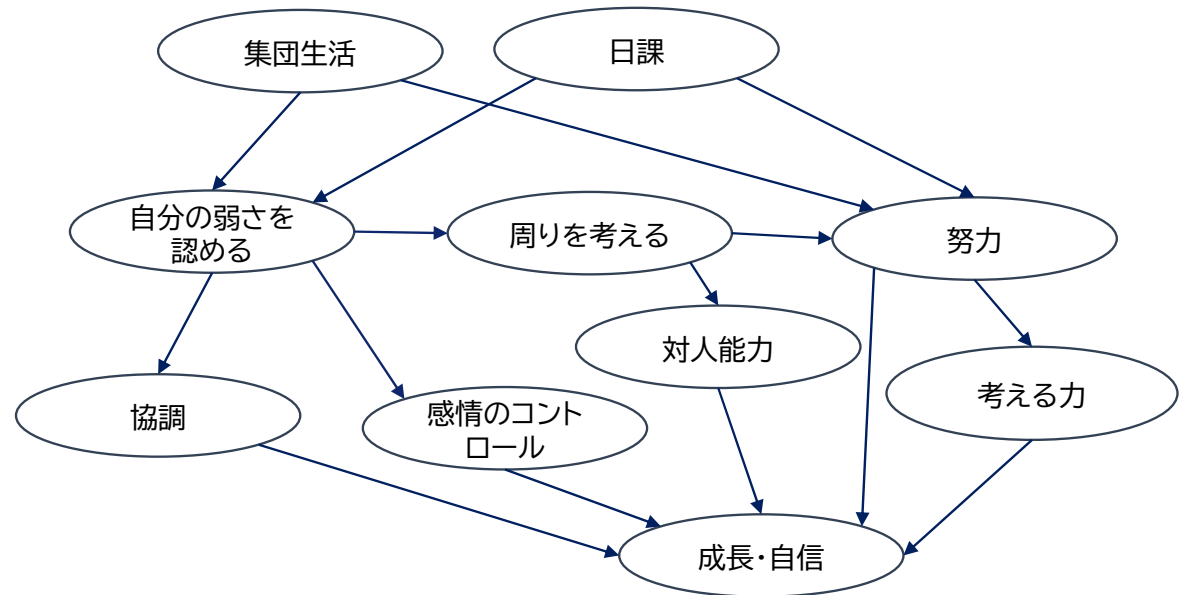 集団生活
日課
自分の弱さを
認める
周りを考える
努力
対人能力
考える力
協調
感情のコント
ロール
成長・自信